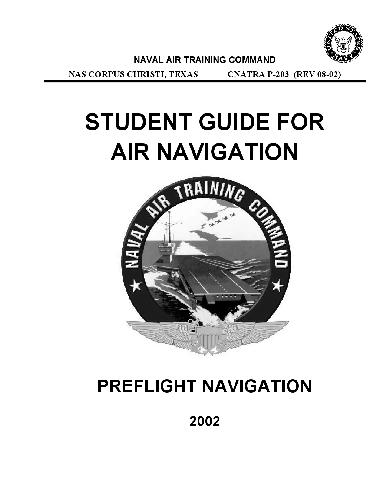 NAVAL AIR TRAINING COMMAND
NAS CORPUS CHRISTI, TEXAS CNATRA P-203 (REV 08-02)
STUDENT GUIDE FOR
AIR NAVIGATION
NAVAL AIR TRAINING COMMAND
PREFLIGHT NAVIGATION
2002